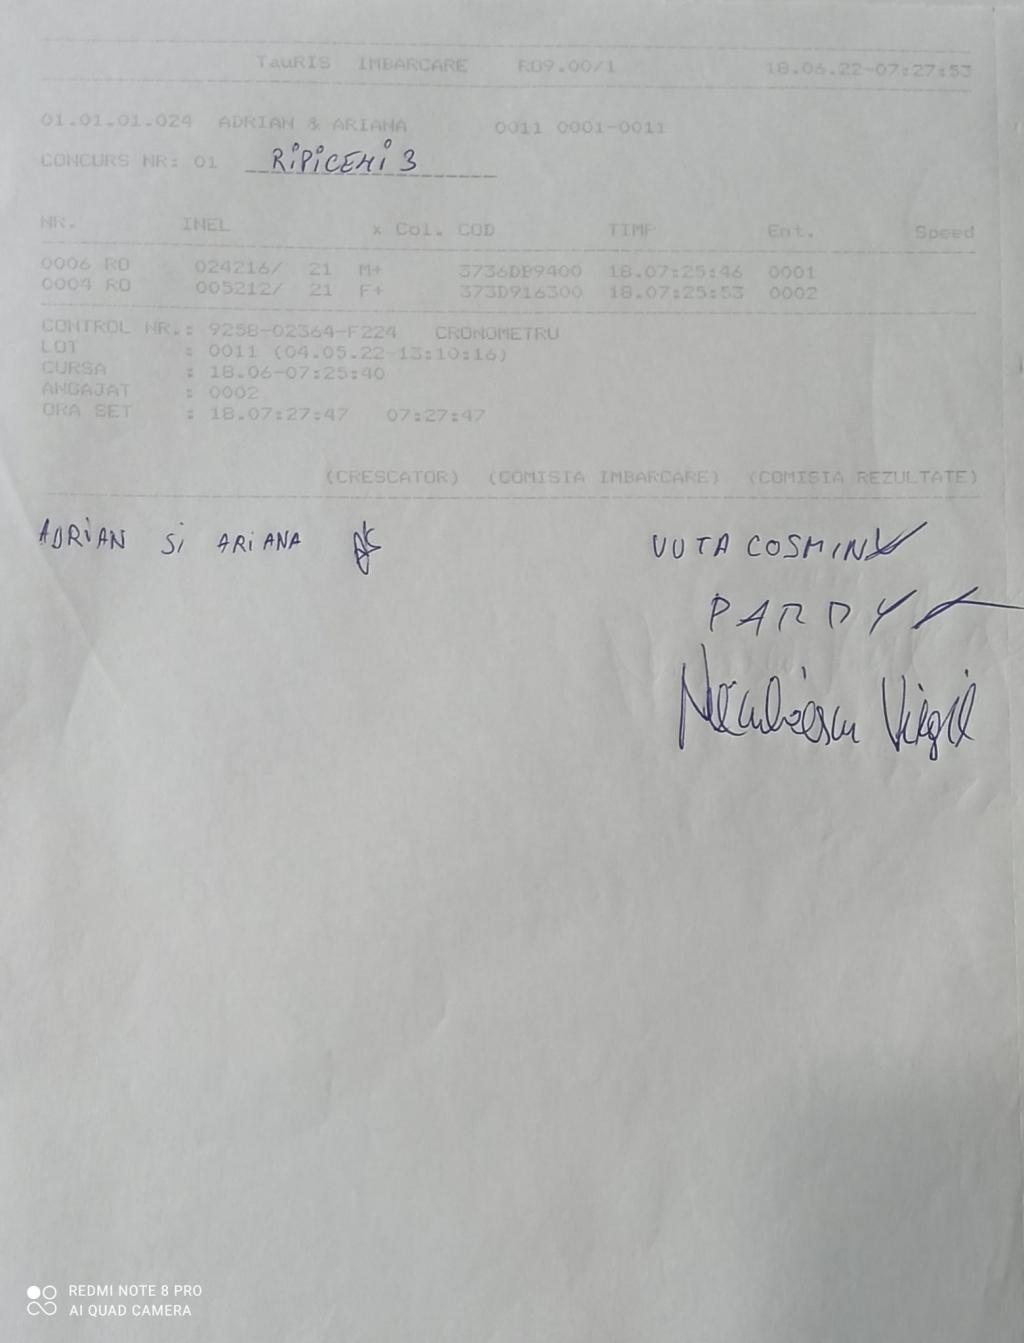 TauRIS IMBARCARE R09.00/1 18.06.22-07:27:53
01.01.01.024 ADRIAN & ARIANA 0011 0001-0011
CONCURS NR: 01 RiPiCENi 3
NR. INEL x Col. COD TIMP Ent. Speed
0006 RO 024216/ 21 M+ 3736DB9400 18.07:25:46 0001
0004 RO 005212/ 21 F+ 373D916300 18.07:25:53 0002
CONTROL NR.: 9258-02364-F224 CRONOMETRU
LOT : 0011 (04.05.22-13:10:16)
CURSA : 18.06-07:25:40
ANGAJAT : 0002
ORA SET : 18.07:27:47 07:27:47
(CRESCATOR) (COMISIA IMBARCARE) (COMISIA REZULTATE)
ADRiAN Si ARiANA
VUTA COSMIN
PARDY
Virgil
REDMI NOTE 8 PRO
AI QUAD CAMERA